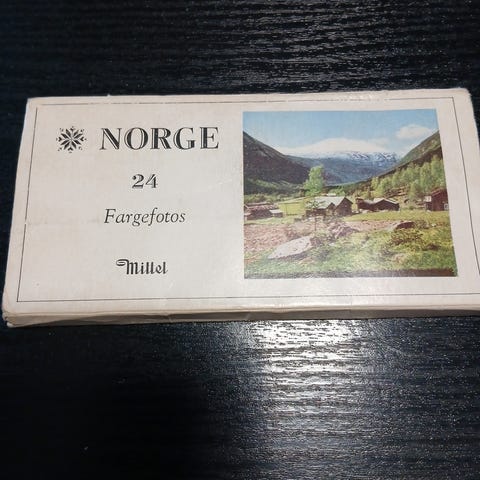 NORGE
24
Fargefotos
Mittet